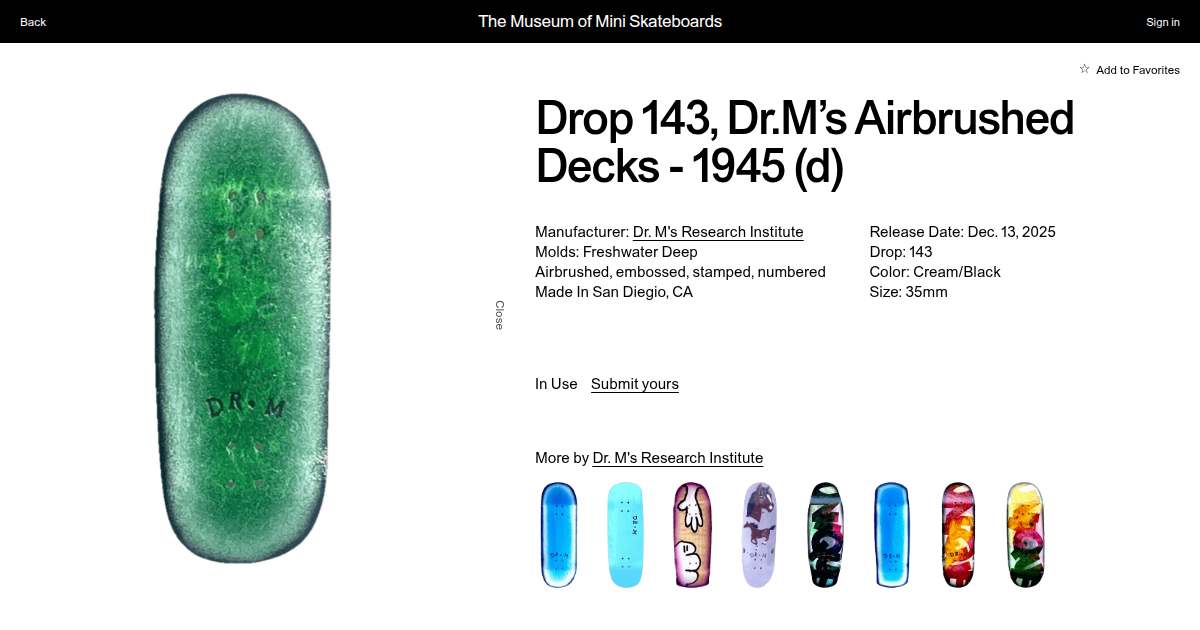 Back
The Museum of Mini Skateboards
Sign in
☆ Add to Favorites
Drop 143, Dr.M’s Airbrushed
Decks - 1945 (d)
Manufacturer: Dr. M's Research Institute
Molds: Freshwater Deep
Airbrushed, embossed, stamped, numbered
Made In San Diegio, CA
Release Date: Dec. 13, 2025
Drop: 143
Color: Cream/Black
Size: 35mm
Close
DR. M
In Use Submit yours
More by Dr. M's Research Institute
DR.M